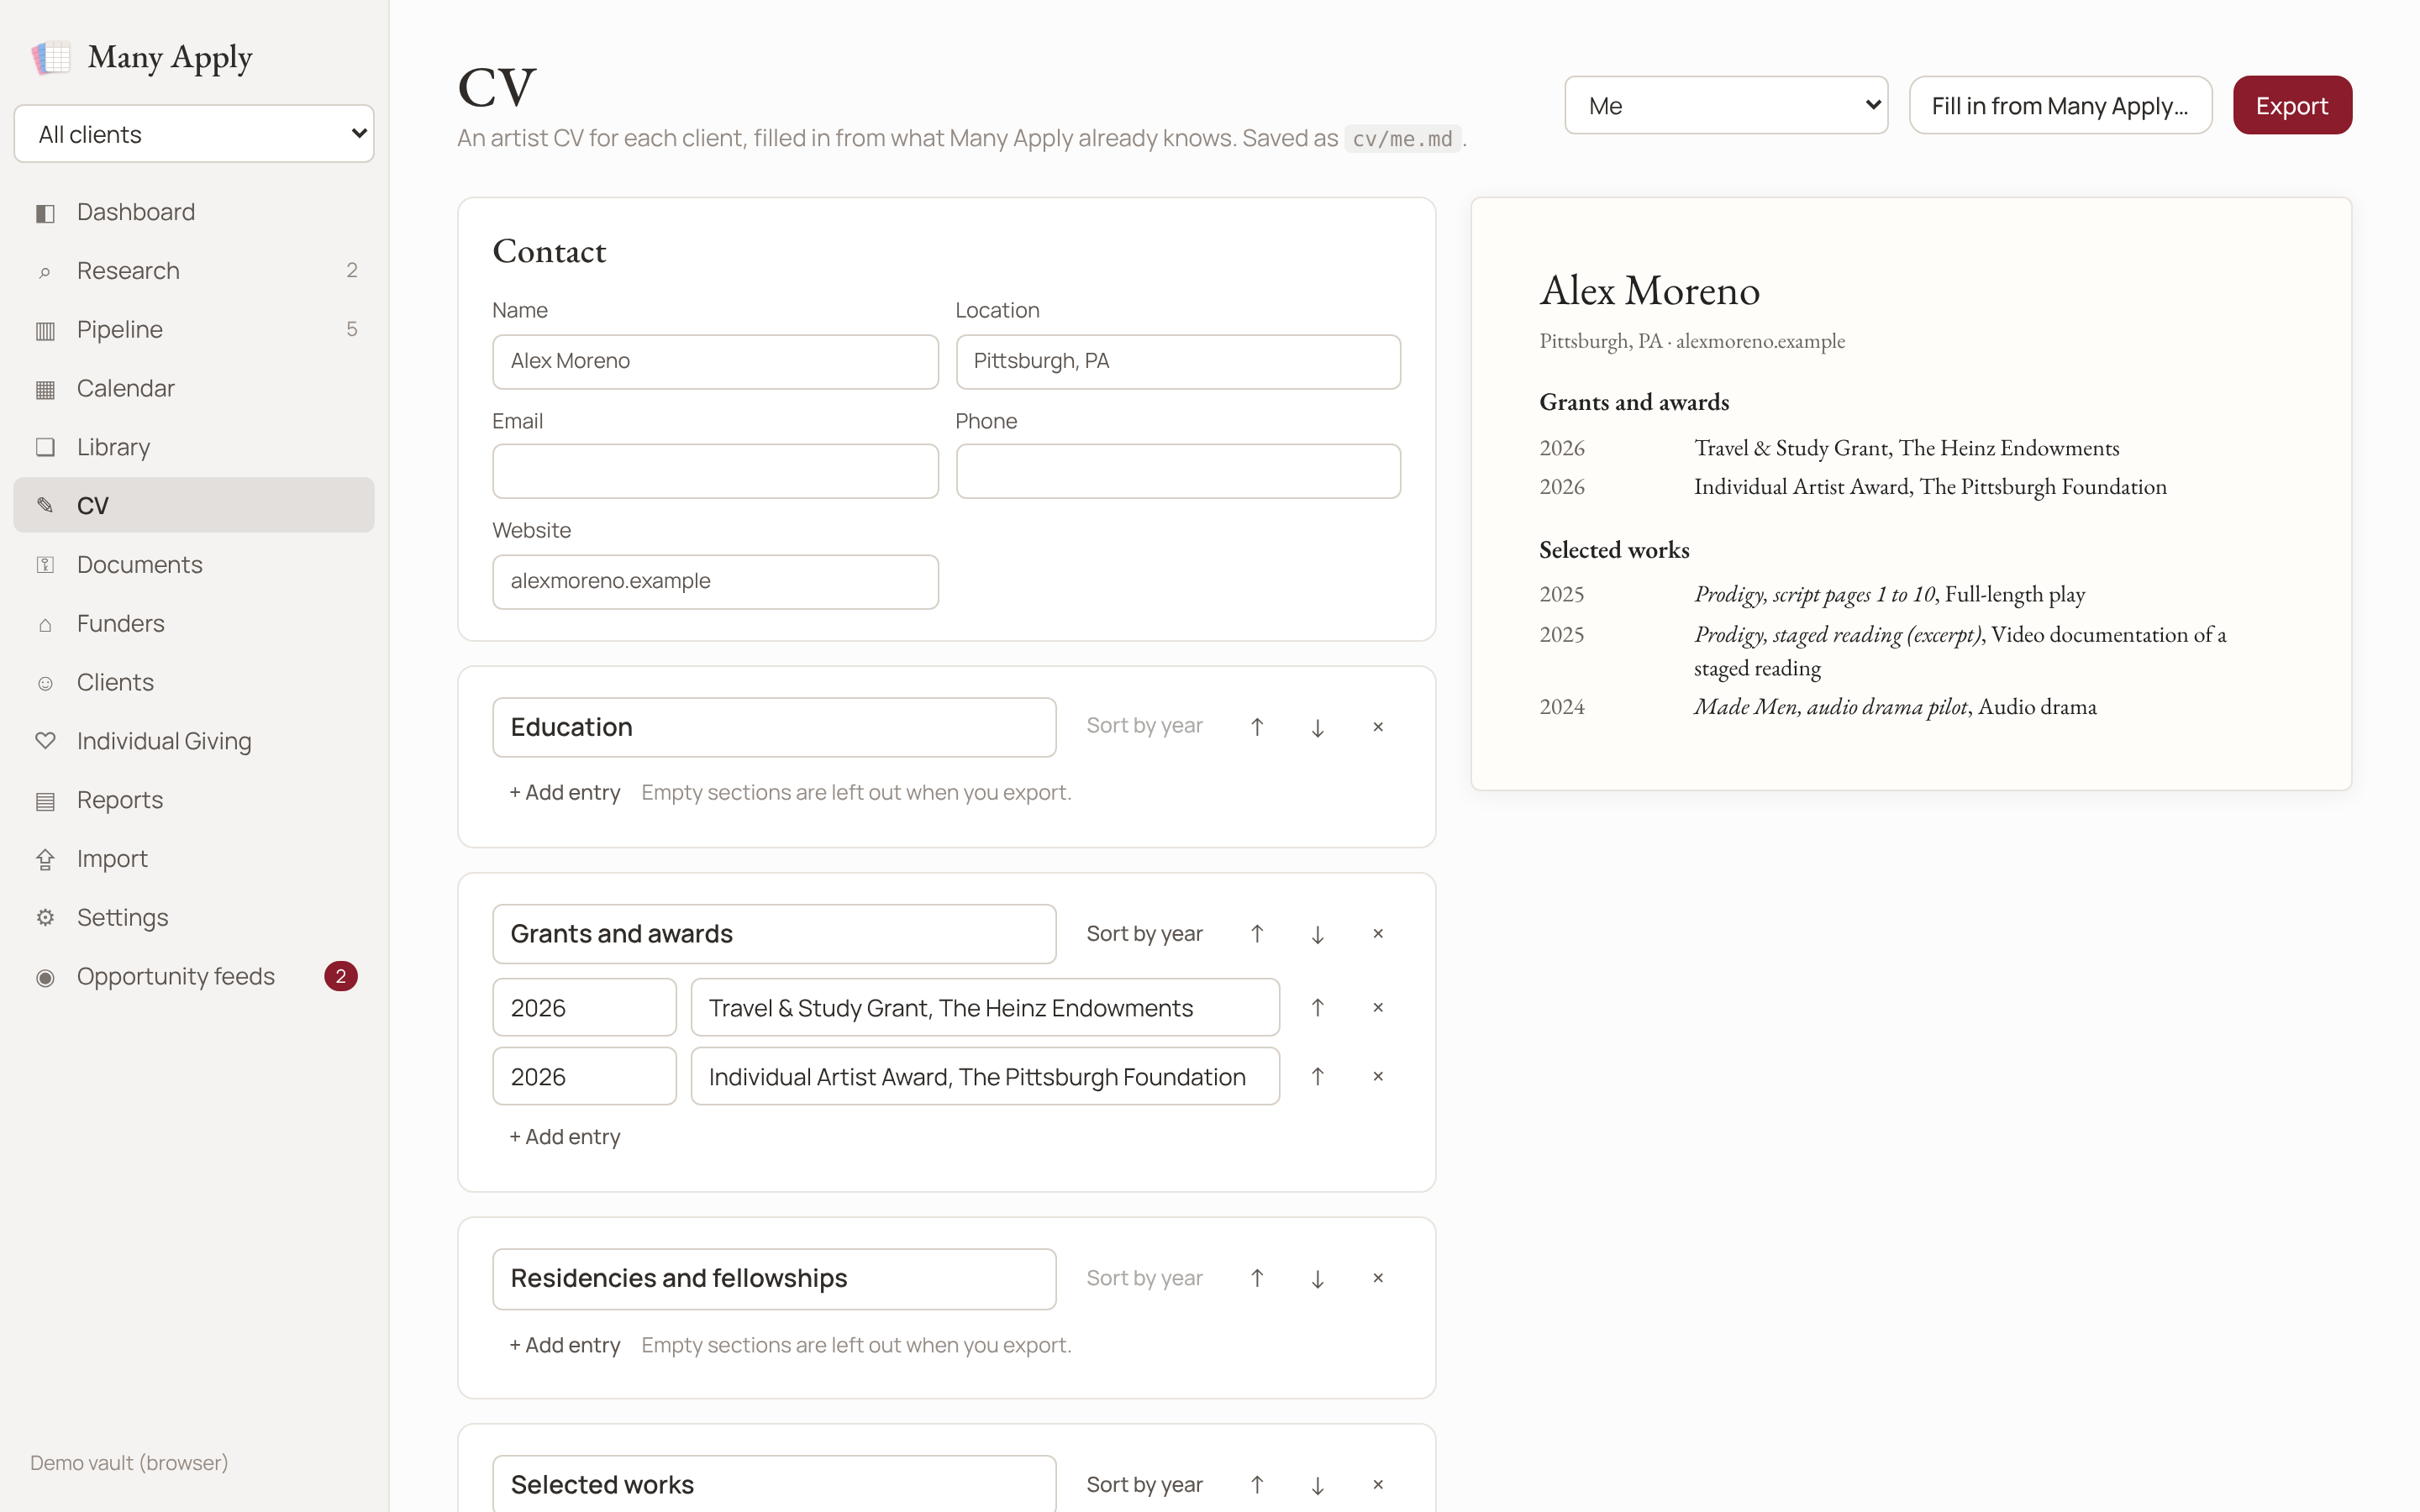 Many Apply
All clients
Dashboard
Research 2
Pipeline 5
Calendar
Library
CV
Documents
Funders
Clients
Individual Giving
Reports
Import
Settings
Opportunity feeds 2
Demo vault (browser)
CV
An artist CV for each client, filled in from what Many Apply already knows. Saved as cv/me.md.
Me
Fill in from Many Apply...
Export
Contact
Name
Location
Alex Moreno
Pittsburgh, PA
Email
Phone
Website
alexmoreno.example
Education
Sort by year ↑ ↓ ×
+ Add entry Empty sections are left out when you export.
Grants and awards
Sort by year ↑ ↓ ×
2026 Travel & Study Grant, The Heinz Endowments ↑ ×
2026 Individual Artist Award, The Pittsburgh Foundation ↑ ×
+ Add entry
Residencies and fellowships
Sort by year ↑ ↓ ×
+ Add entry Empty sections are left out when you export.
Selected works
Sort by year ↑ ↓ ×
Alex Moreno
Pittsburgh, PA · alexmoreno.example
Grants and awards
2026 Travel & Study Grant, The Heinz Endowments
2026 Individual Artist Award, The Pittsburgh Foundation
Selected works
2025 Prodigy, script pages 1 to 10, Full-length play
2025 Prodigy, staged reading (excerpt), Video documentation of a
staged reading
2024 Made Men, audio drama pilot, Audio drama